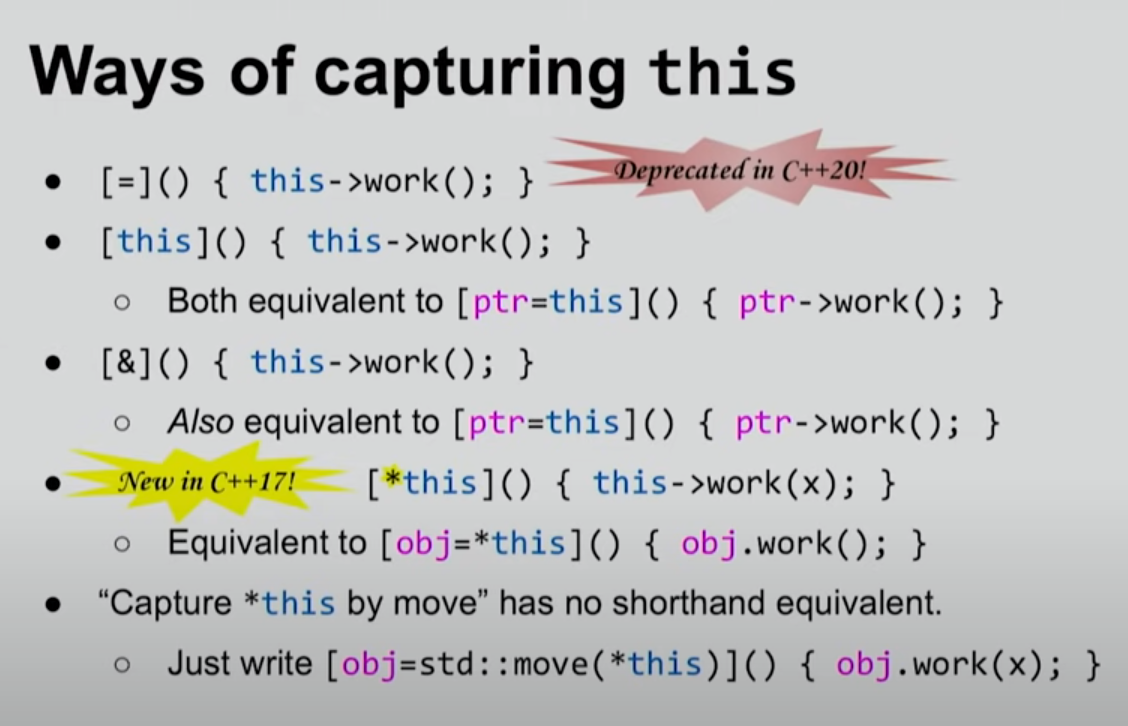 Ways of capturing this
• [=]() { this->work(); } Deprecated in C++20!
• [this]() { this->work(); }
○ Both equivalent to [ptr=this]() { ptr->work(); }
• [&]() { this->work(); }
○ Also equivalent to [ptr=this]() { ptr->work(); }
• New in C++17! [*this]() { this->work(x); }
○ Equivalent to [obj=*this]() { obj.work(); }
• “Capture *this by move” has no shorthand equivalent.
○ Just write [obj=std::move(*this)]() { obj.work(x); }